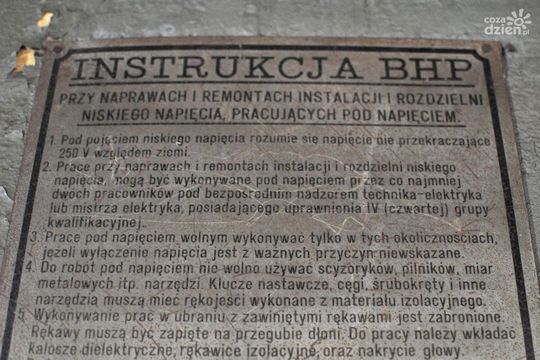 coza
dzien.pl
INSTRUKCJA BHP
PRZY NAPRAWACH I REMONTACH INSTALACJI I ROZDZIELNI
NISKIEGO NAPIĘCIA, PRACUJĄCYCH POD NAPIĘCIEM.
1. Pod pojęciem niskiego napięcia rozumie się napięcie nie przekraczające
250 V względem ziemi.
2. Prace przy naprawach i remontach instalacji i rozdzielni niskiego
napięcia, mogą być wykonywane pod napięciem przez co najmniej
dwóch pracowników pod bezpośrednim nadzorem technika-elektryka
lub mistrza elektryka, posiadającego uprawnienia IV (czwartej) grupy
kwalifikacyjnej.
3. Prace pod napięciem wolnym wykonywać tylko w tych okolicznościach,
jeżeli wyłączenie napięcia jest z ważnych przyczyn niewskazane.
4. Do robót pod napięciem nie wolno używać scyzoryków, pilników, miar
metalowych itp. narzędzi. Klucze nastawcze, cęgi, śrubokręty i inne
narzędzia muszą mieć rękojeści wykonane z materiału izolacyjnego.
5. Wykonywanie prac w ubraniu z zawiniętymi rękawami jest zabronione.
Rękawy muszą być zapięte na przegubie dłoni. Do pracy należy wkładać
kalosze dielektryczne, rękawice izolacyjne, oraz nakrycie głowy.